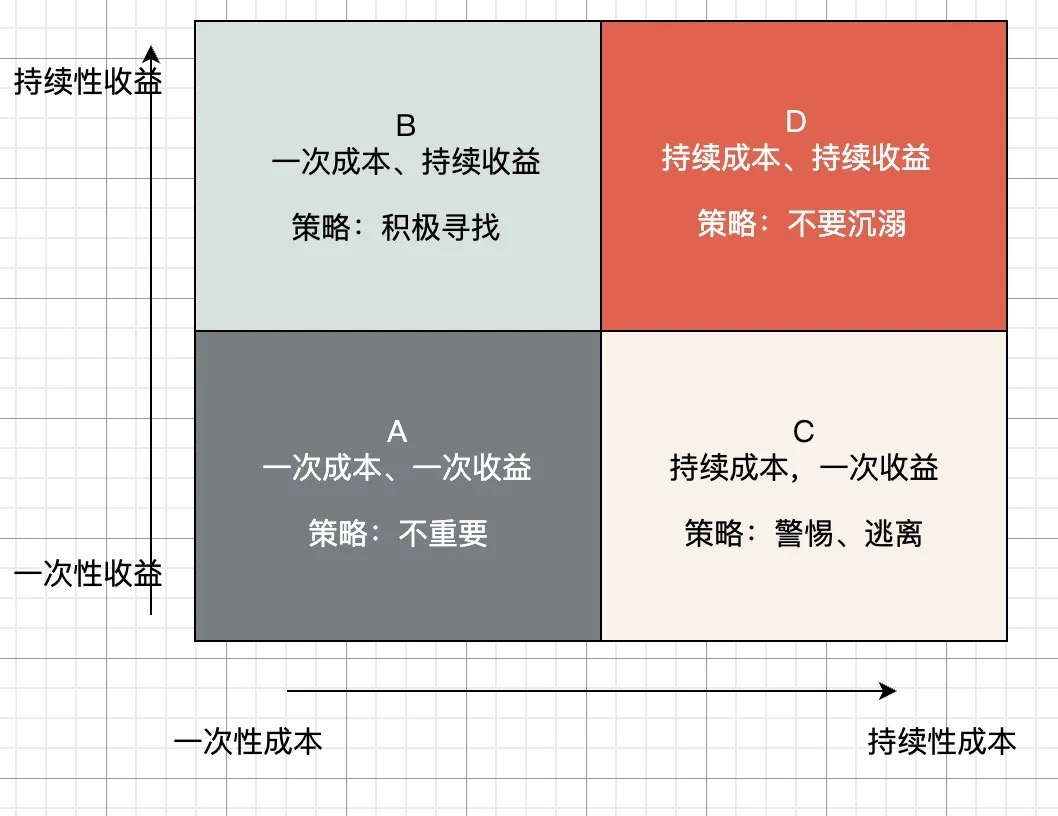 持续性收益
B
一次成本、持续收益
策略：积极寻找
D
持续成本、持续收益
策略：不要沉溺
A
一次成本、一次收益
策略：不重要
C
持续成本，一次收益
策略：警惕、逃离
一次性收益
一次性成本
持续性成本